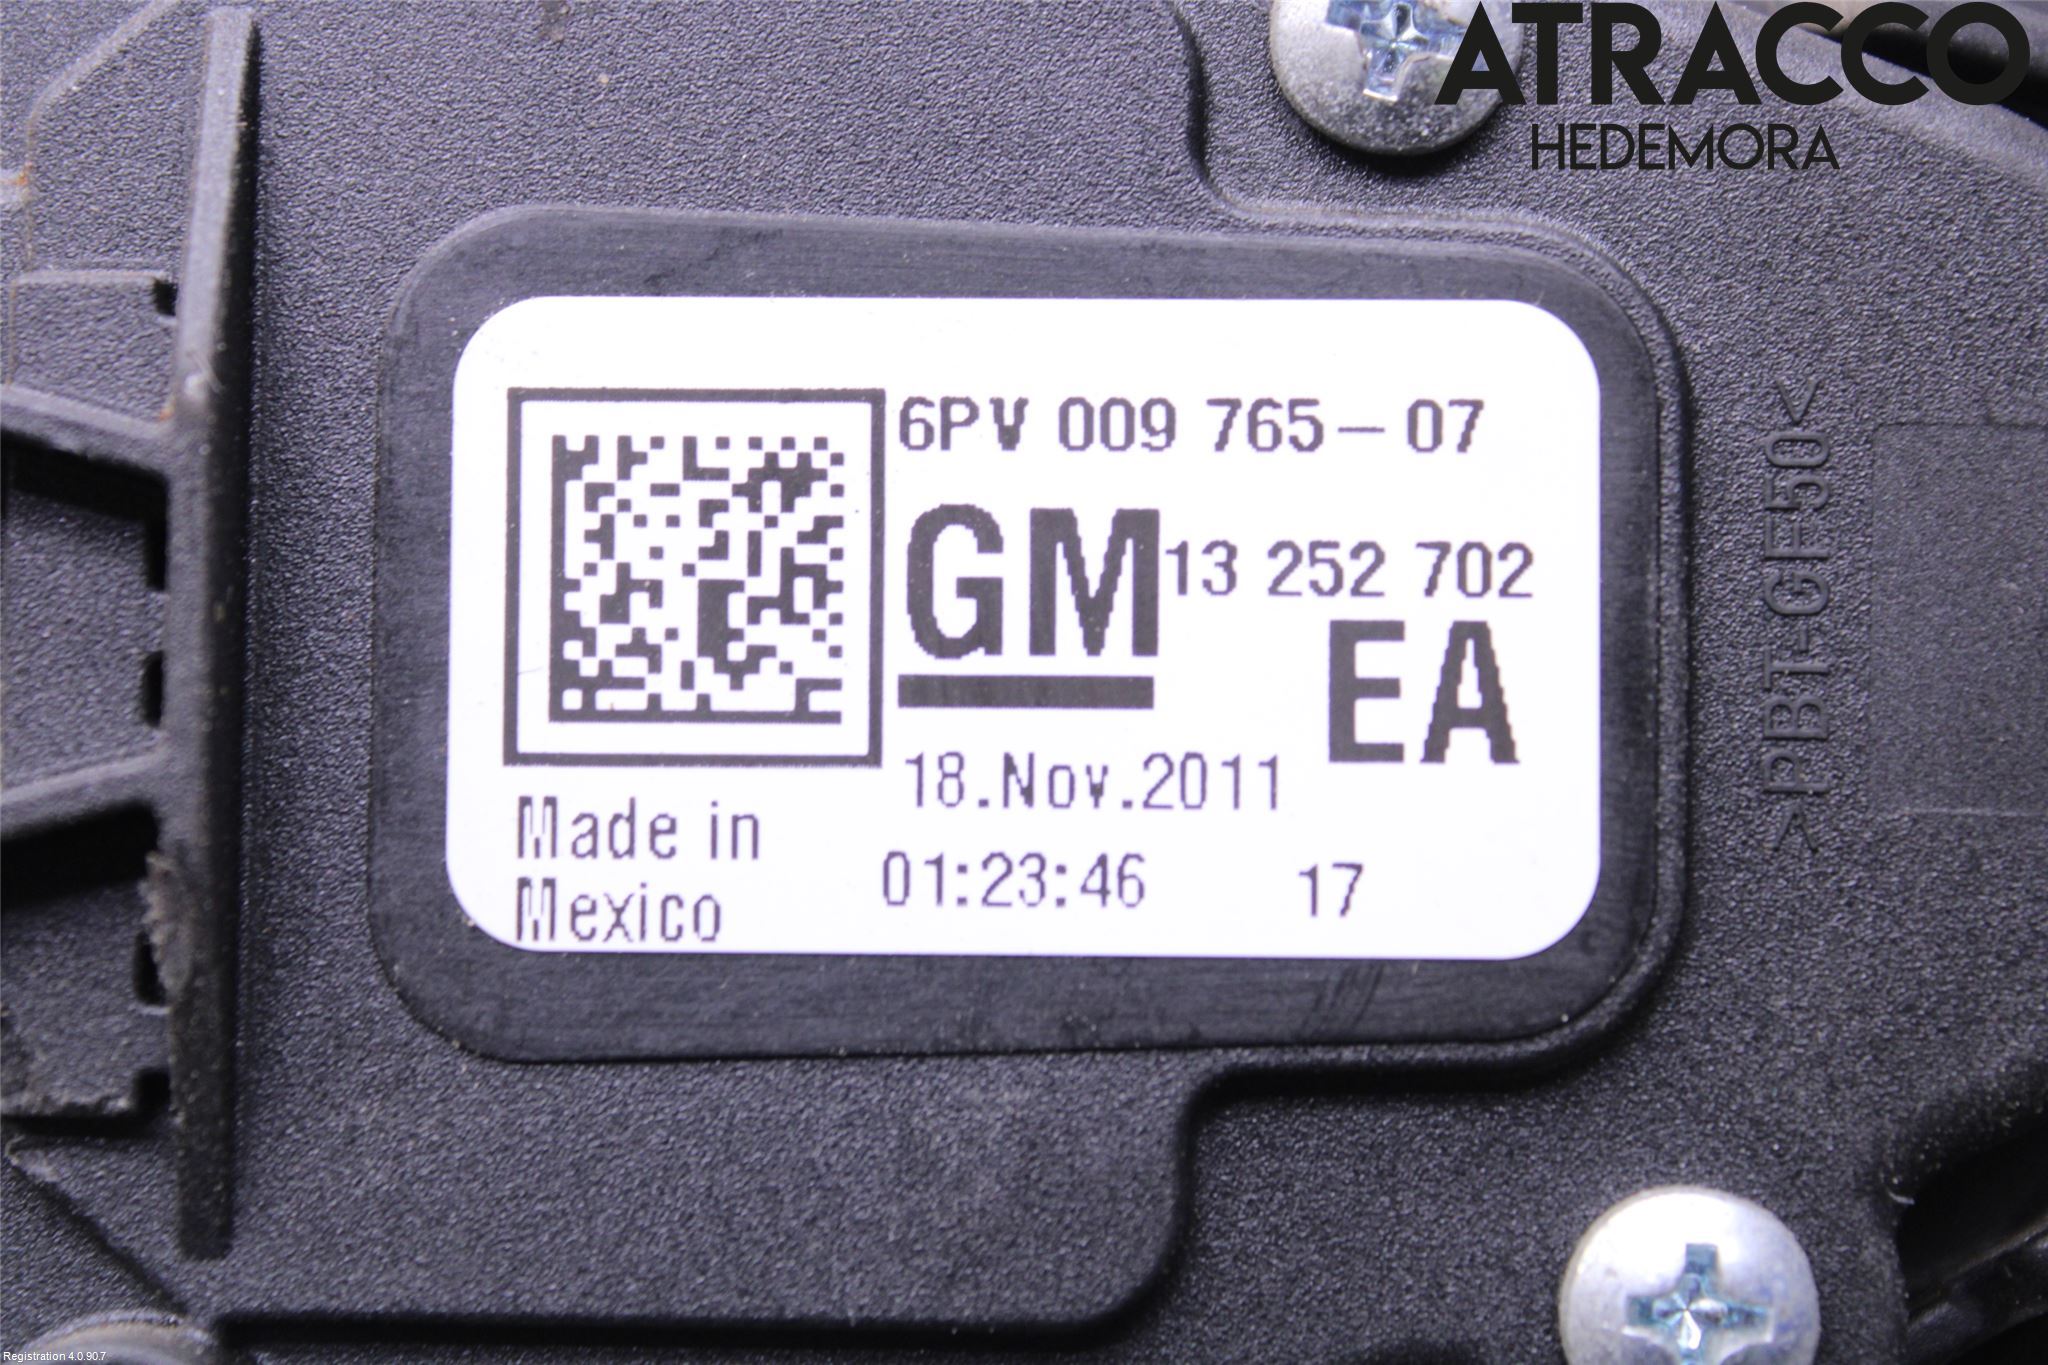 ATRACCO
HEDEMORA
6PV 009 765-07
GM 13 252 702
EA
18.Nov.2011
Made in
Mexico
01:23:46 17
>PBT-GF50<
Registration 4.0.90.7